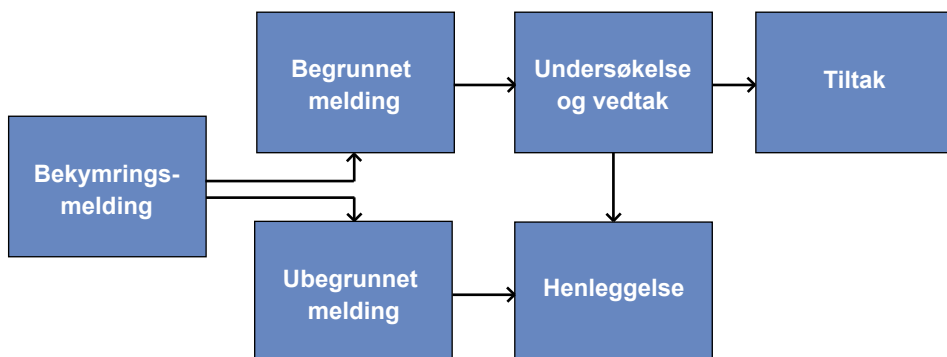 Begrunnet
melding
Undersøkelse
og vedtak
Tiltak
Bekymrings-
melding
Ubegrunnet
melding
Henleggelse